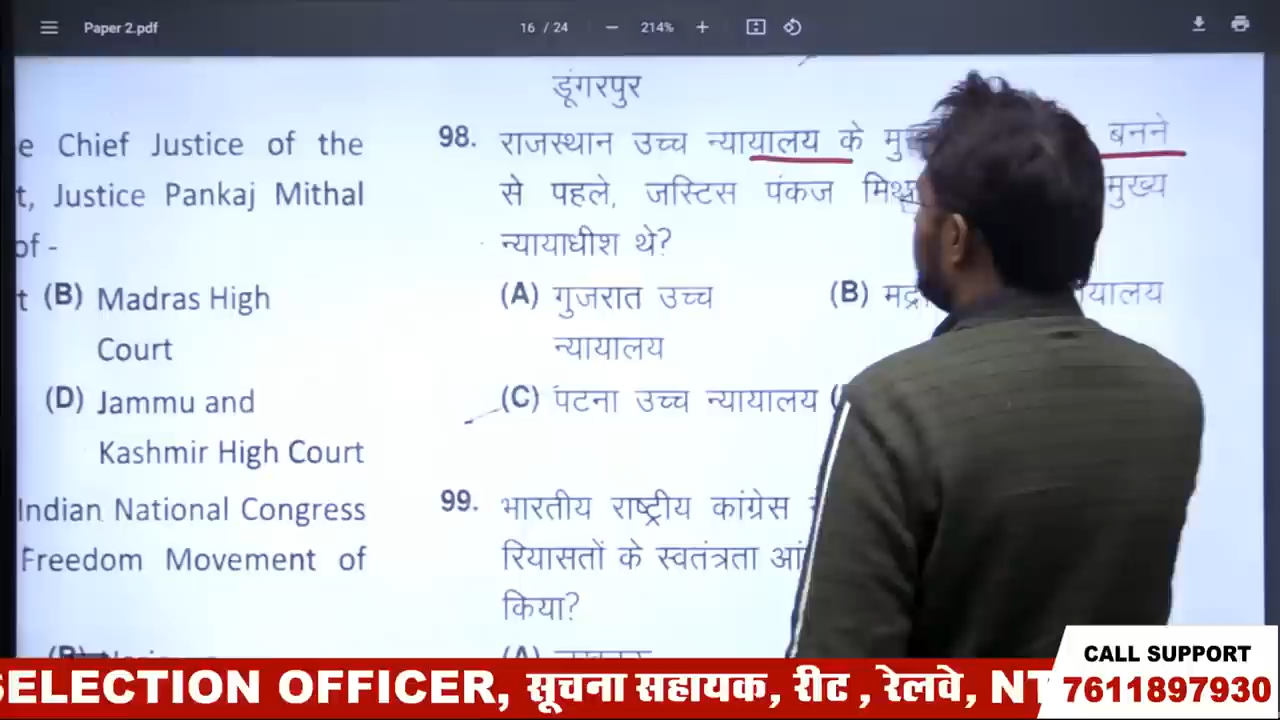 Paper 2.pdf
16 / 24
214%
डूंगरपुर
e Chief Justice of the
t, Justice Pankaj Mithal
of -
t (B) Madras High
Court
(D) Jammu and
Kashmir High Court
Indian National Congress
Freedom Movement of
98. राजस्थान उच्च न्यायालय के बनने
से पहले, जस्टिस पंकज मुख्य
न्यायाधीश थे?
(A) गुजरात उच्च (B)
न्यायालय
(C) पटना उच्च न्यायालय
99. भारतीय राष्ट्रीय कांग्रेस
रियासतों के स्वतंत्रता
किया?
(A)
SELECTION OFFICER, सूचना सहायक, रीट , रेलवे, NT
CALL SUPPORT
7611897930